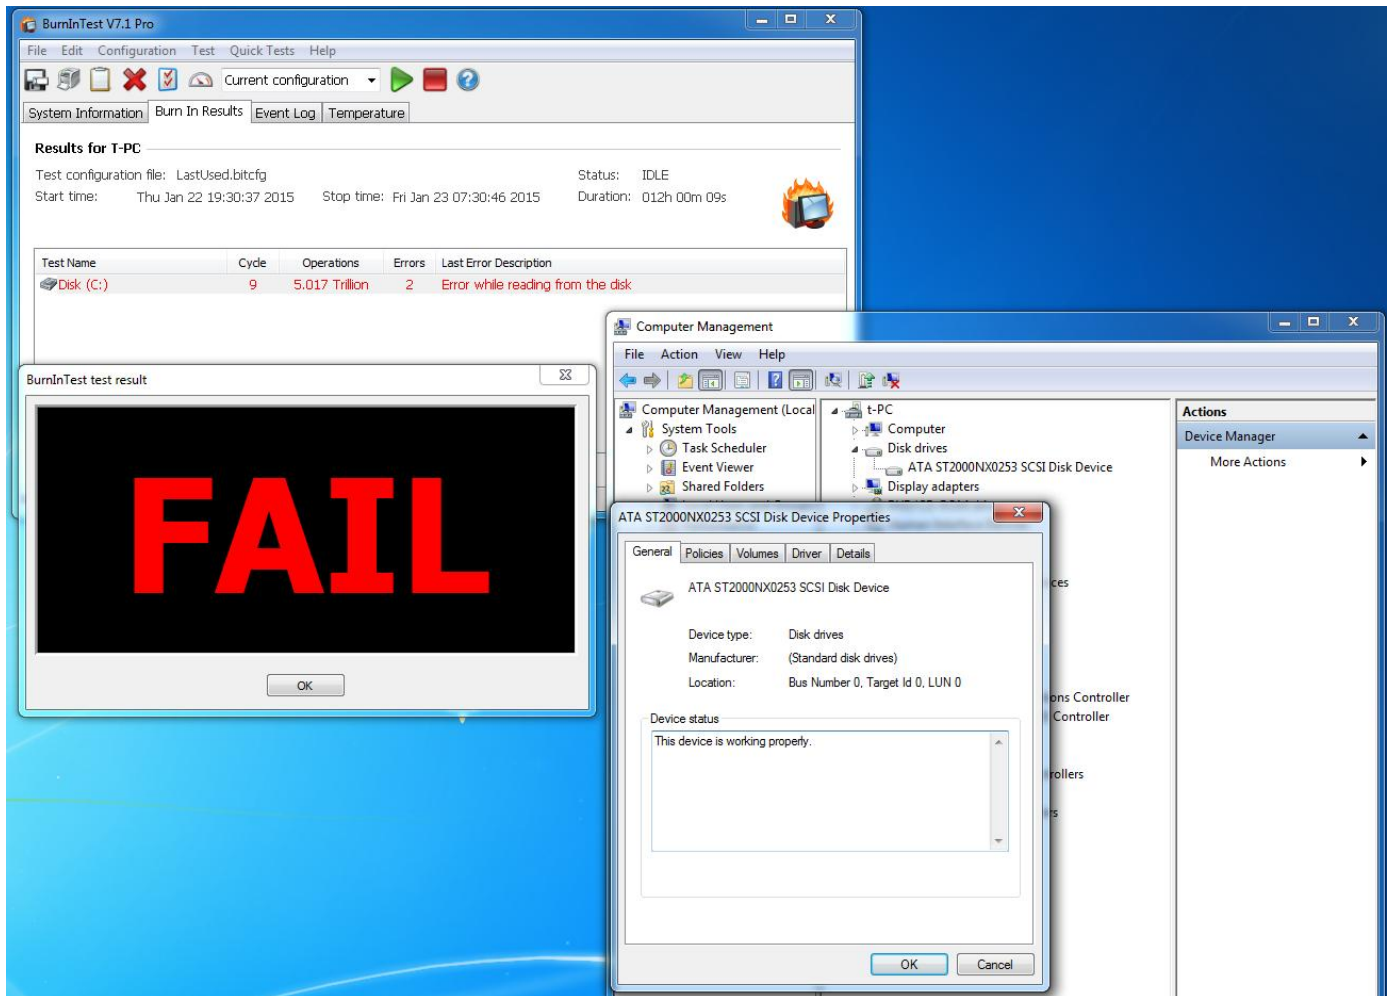 BurnInTest V7.1 Pro
File Edit Configuration Test Quick Tests Help
Current configuration
System Information Burn In Results Event Log Temperature
Results for T-PC
Test configuration file: LastUsed.bitcfg Status: IDLE
Start time: Thu Jan 22 19:30:37 2015 Stop time: Fri Jan 23 07:30:46 2015 Duration: 012h 00m 09s
Test Name Cycle Operations Errors Last Error Description
Disk (C:) 9 5.017 Trillion 2 Error while reading from the disk
BurnInTest test result
FAIL
OK
Computer Management
File Action View Help
Computer Management (Local
System Tools
Task Scheduler
Event Viewer
Shared Folders
t-PC
Computer
Disk drives
ATA ST2000NX0253 SCSI Disk Device
Display adapters
Actions
Device Manager
More Actions
ces
ons Controller
Controller
rollers
rs
ATA ST2000NX0253 SCSI Disk Device Properties
General Policies Volumes Driver Details
ATA ST2000NX0253 SCSI Disk Device
Device type: Disk drives
Manufacturer: (Standard disk drives)
Location: Bus Number 0, Target Id 0, LUN 0
Device status
This device is working properly.
OK Cancel